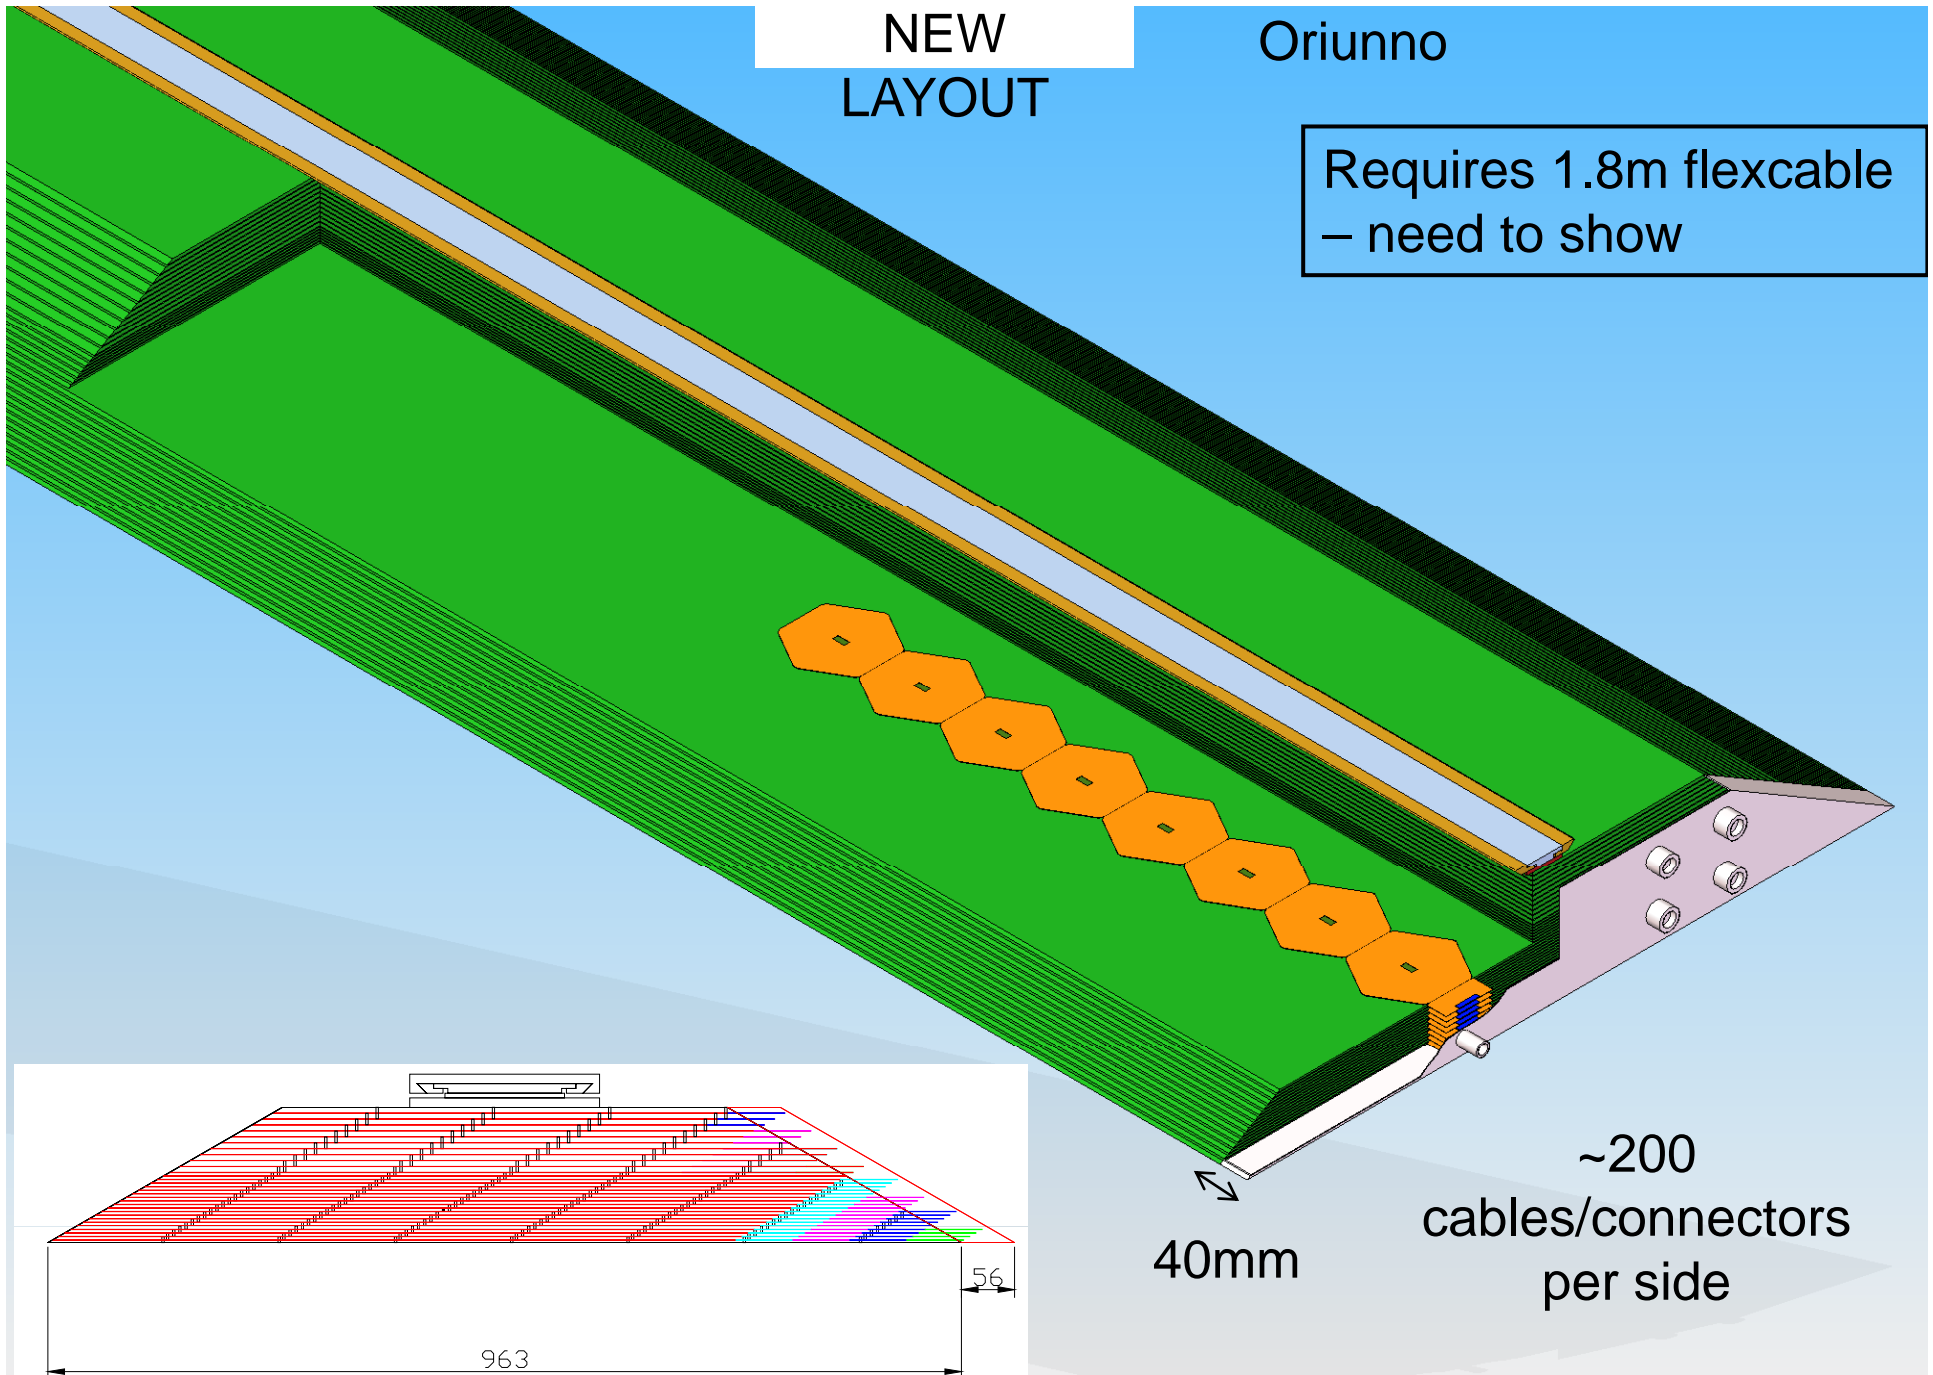 NEW
LAYOUT
Oriunno
Requires 1.8m flexcable
– need to show
~200
cables/connectors
per side
40mm
56
963